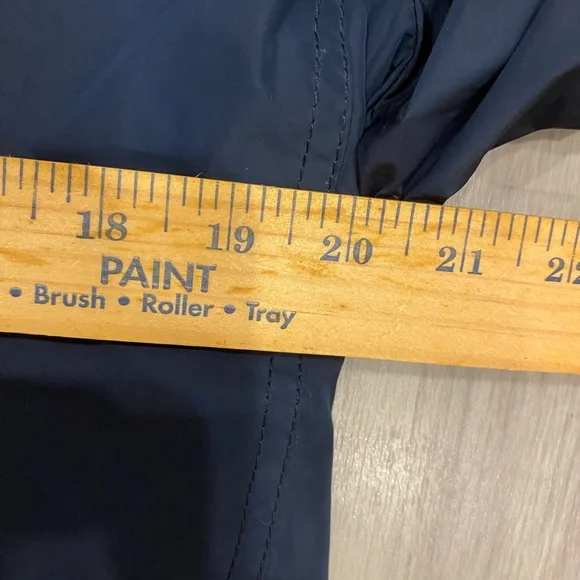 18 19 20 21 22
PAINT
• Brush • Roller • Tray